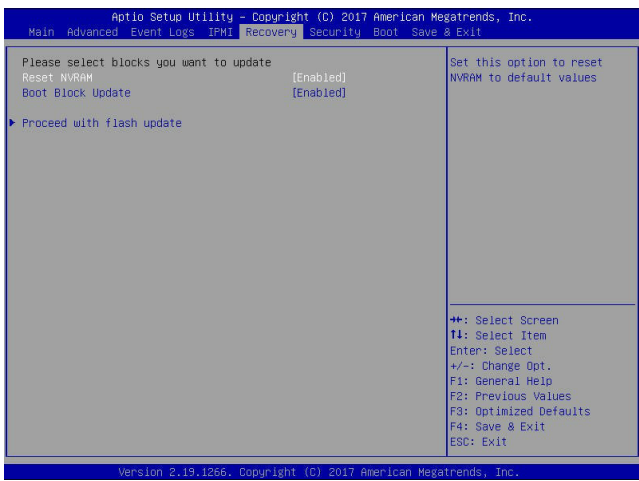 Aptio Setup Utility – Copyright (C) 2017 American Megatrends, Inc.
Main Advanced Event Logs IPMI Recovery Security Boot Save & Exit
Please select blocks you want to update
Reset NVRAM [Enabled]
Boot Block Update [Enabled]
▶ Proceed with flash update
Set this option to reset
NVRAM to default values
→←: Select Screen
↑↓: Select Item
Enter: Select
+/-: Change Opt.
F1: General Help
F2: Previous Values
F3: Optimized Defaults
F4: Save & Exit
ESC: Exit
Version 2.19.1266. Copyright (C) 2017 American Megatrends, Inc.